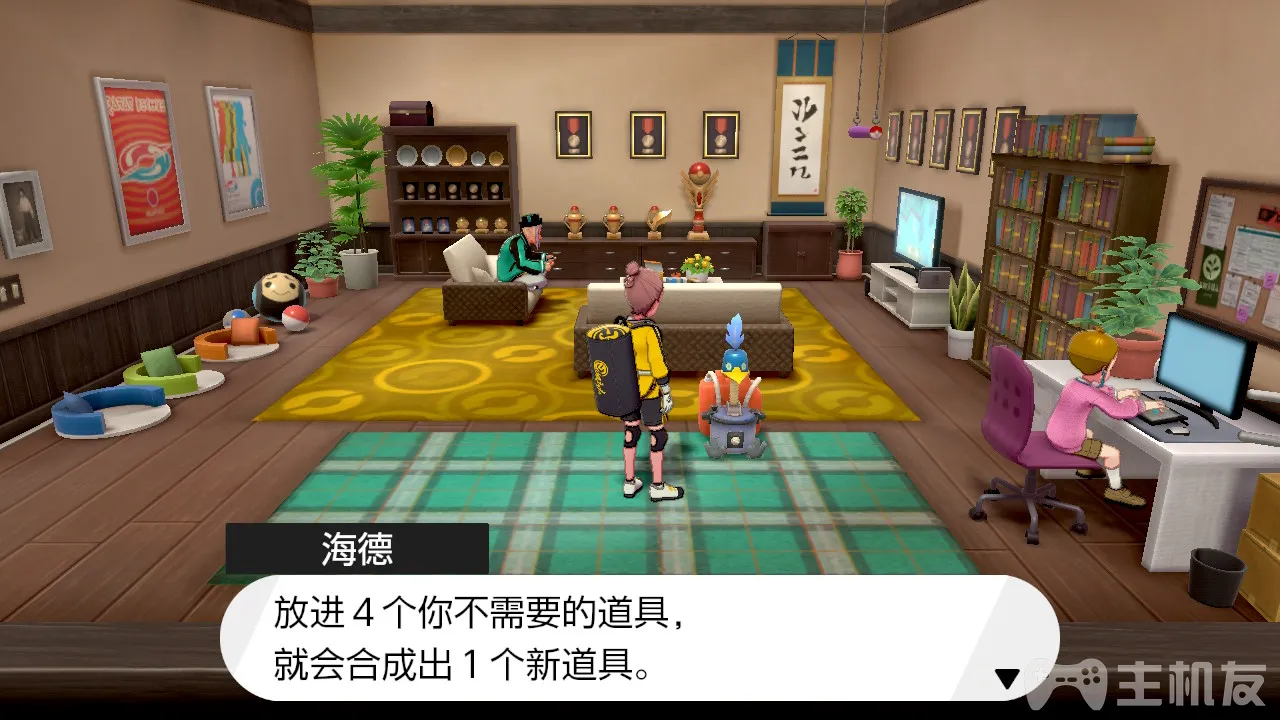 海德
放进4个你不需要的道具，
就会合成出1个新道具。
主机友